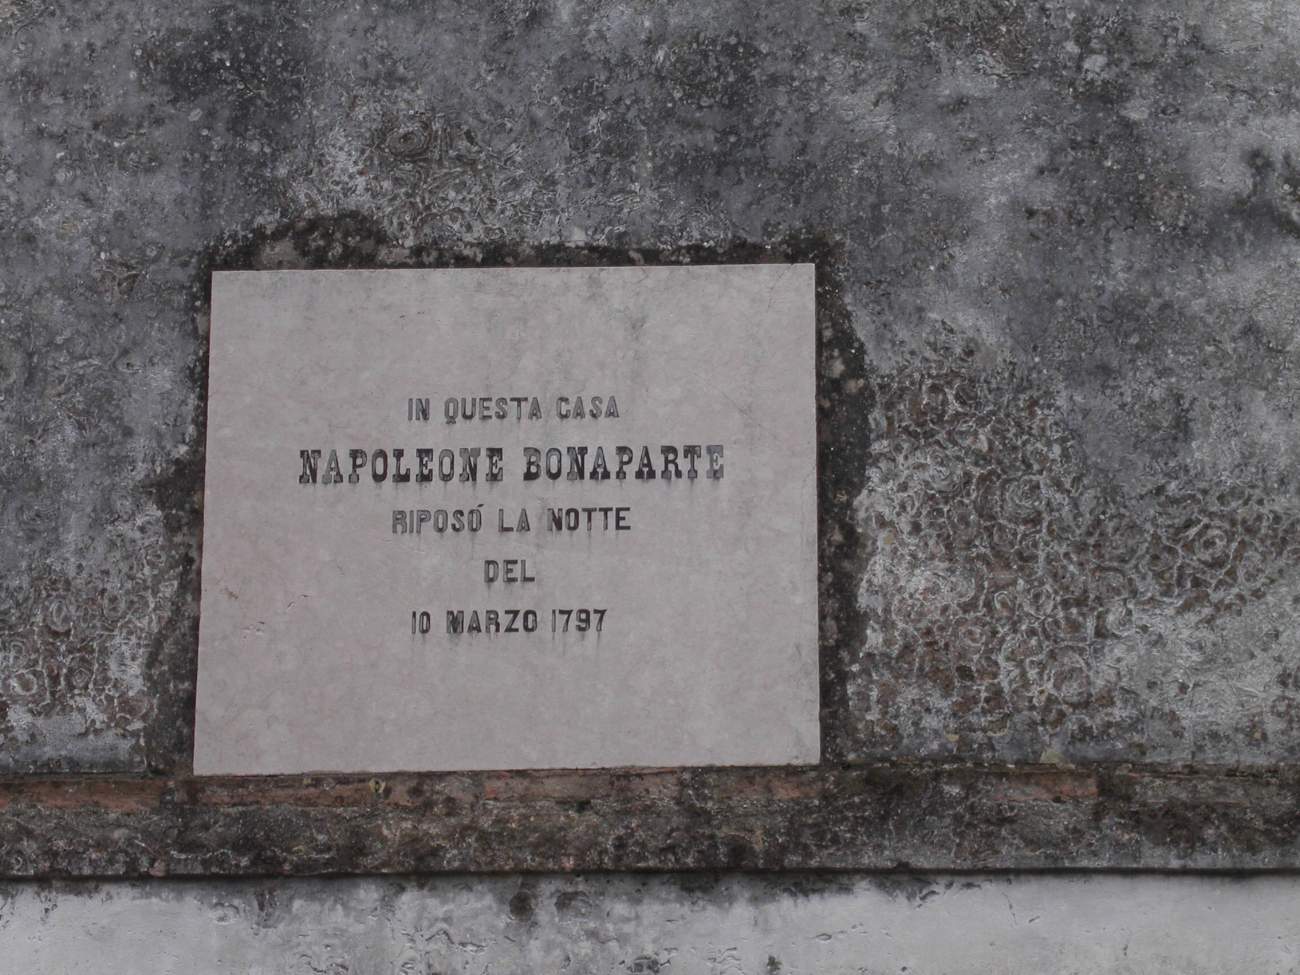 IN QUESTA CASA
NAPOLEONE BONAPARTE
RIPOSÓ LA NOTTE
DEL
10 MARZO 1797